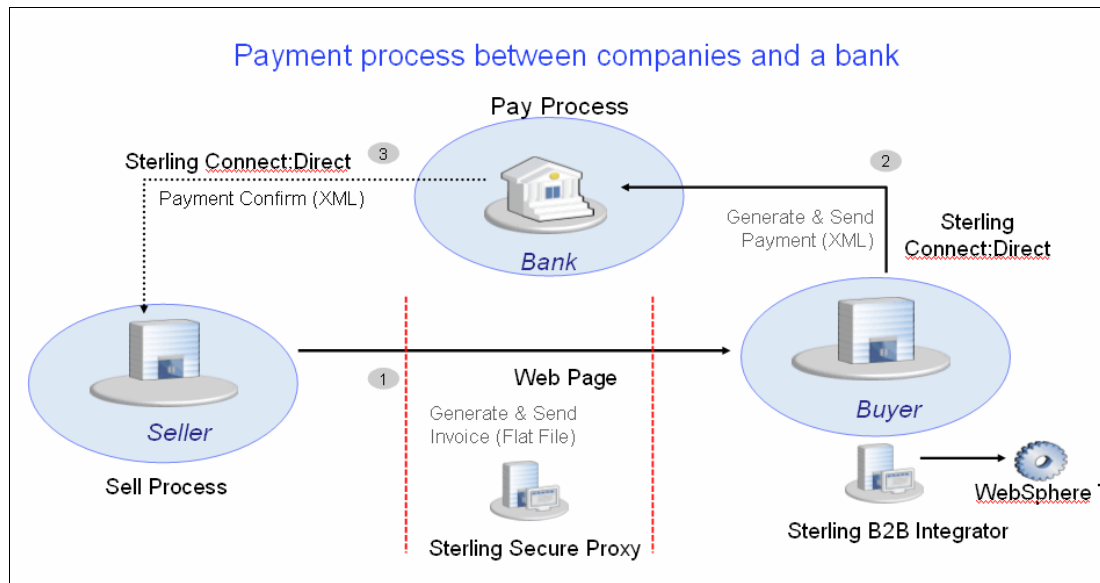 Payment process between companies and a bank
Pay Process
Sterling Connect:Direct
3
Payment Confirm (XML)
2
Generate & Send
Payment (XML)
Sterling
Connect:Direct
Bank
1
Web Page
Generate & Send
Invoice (Flat File)
Seller
Buyer
Sell Process
Sterling Secure Proxy
WebSphere
Sterling B2B Integrator